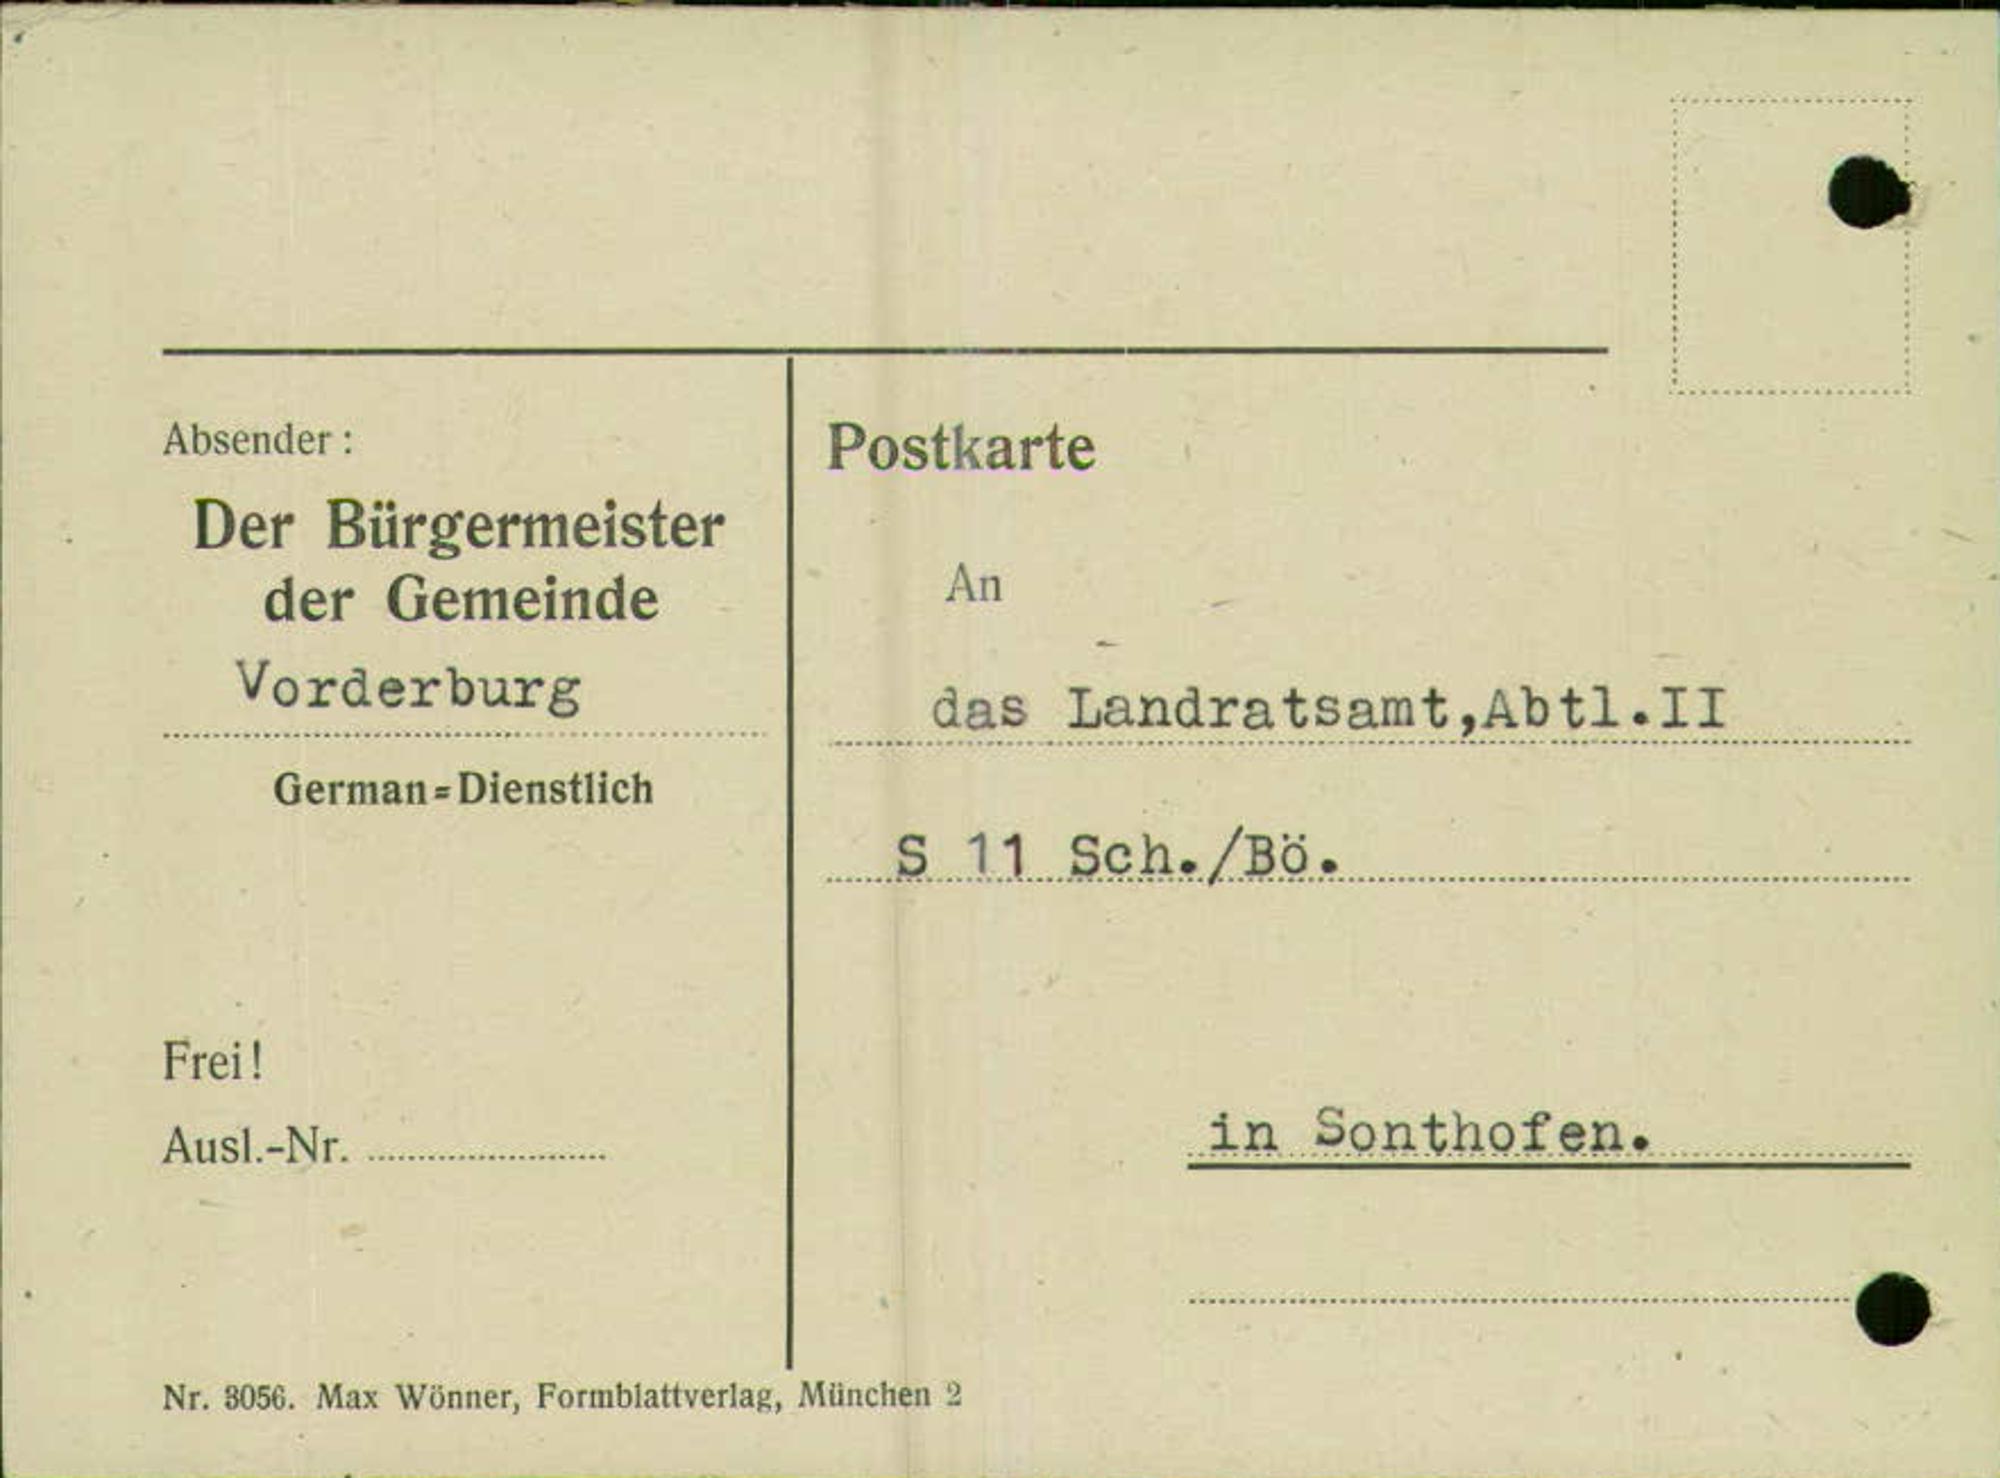 Absender:
Der Bürgermeister
der Gemeinde
Vorderburg
German=Dienstlich
Frei!
Ausl.-Nr.
Postkarte
An
das Landratsamt,Abtl.II
S 11 Sch./Bö.
in Sonthofen.
Nr. 3056. Max Wönner, Formblattverlag, München 2